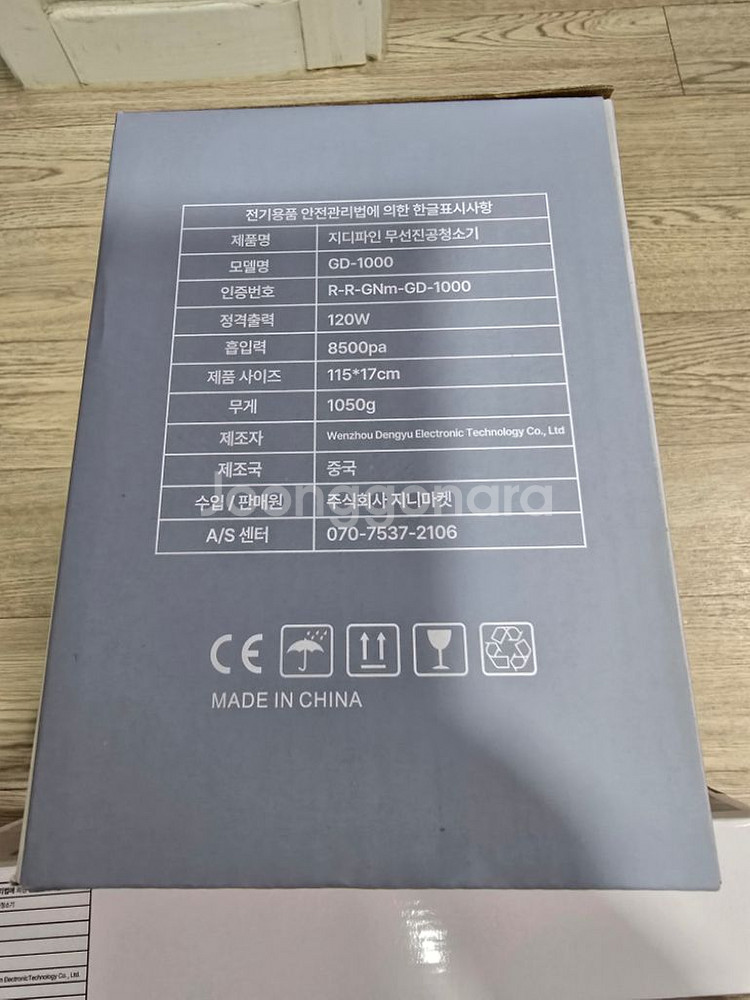 전기용품 안전관리법에 의한 한글표시사항
제품명 지디파인 무선진공청소기
모델명 GD-1000
인증번호 R-R-GNm-GD-1000
정격출력 120W
흡입력 8500pa
제품 사이즈 115*17cm
무게 1050g
제조자 Wenzhou Dengyu Electronic Technology Co., Ltd
제조국 중국
수입 / 판매원 주식회사 지니마켓
A/S 센터 070-7537-2106
Joonggonara
CE
MADE IN CHINA
Electronic Technology Co., Ltd.